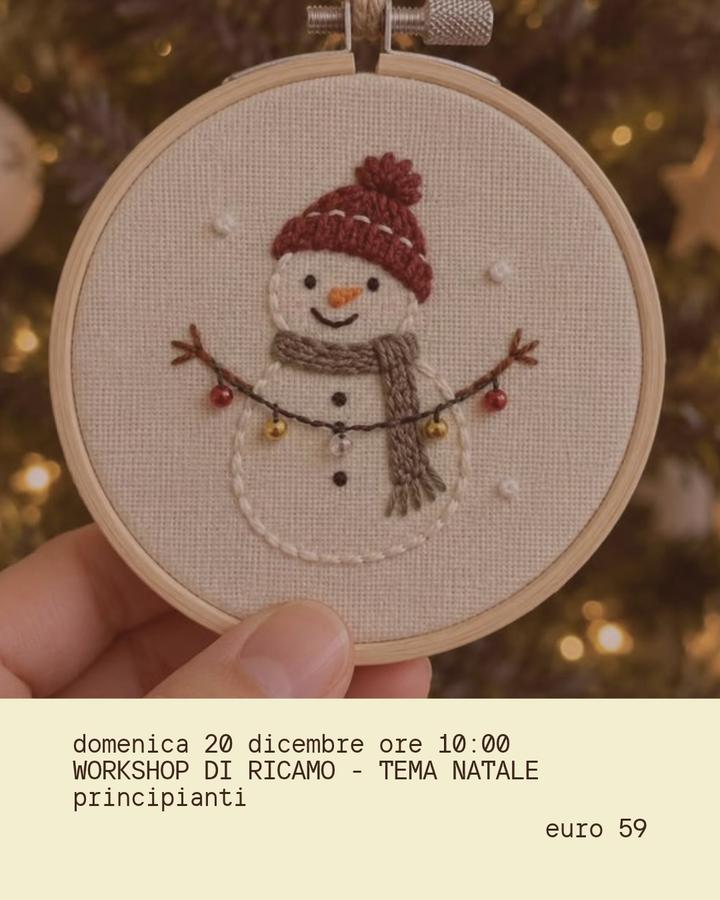 domenica 20 dicembre ore 10:00
WORKSHOP DI RICAMO - TEMA NATALE
principianti
euro 59